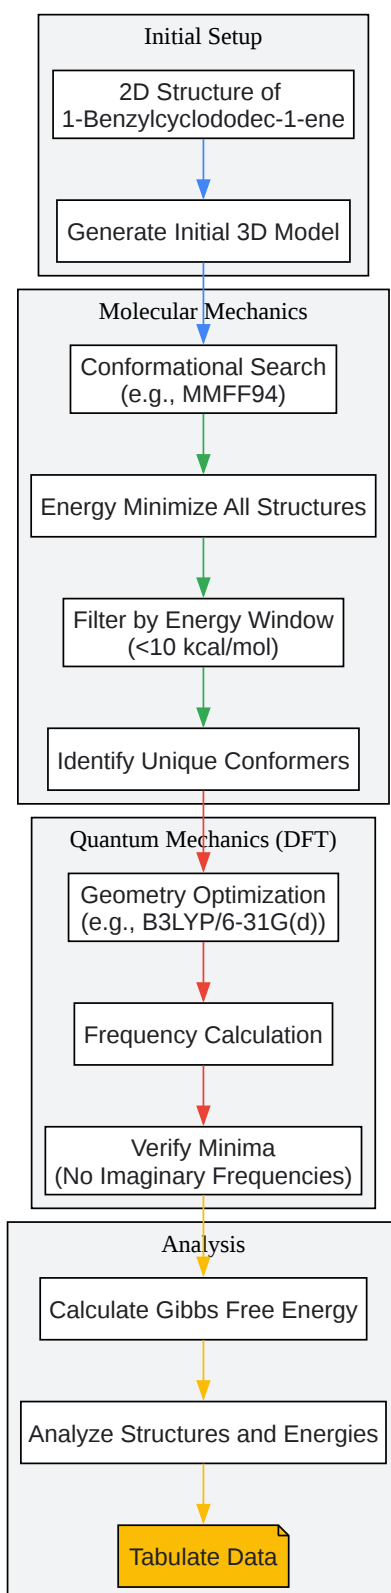 Initial Setup
2D Structure of
1-Benzylcyclododec-1-ene
Generate Initial 3D Model
Molecular Mechanics
Conformational Search
(e.g., MMFF94)
Energy Minimize All Structures
Filter by Energy Window
(<10 kcal/mol)
Identify Unique Conformers
Quantum Mechanics (DFT)
Geometry Optimization
(e.g., B3LYP/6-31G(d))
Frequency Calculation
Verify Minima
(No Imaginary Frequencies)
Analysis
Calculate Gibbs Free Energy
Analyze Structures and Energies
Tabulate Data